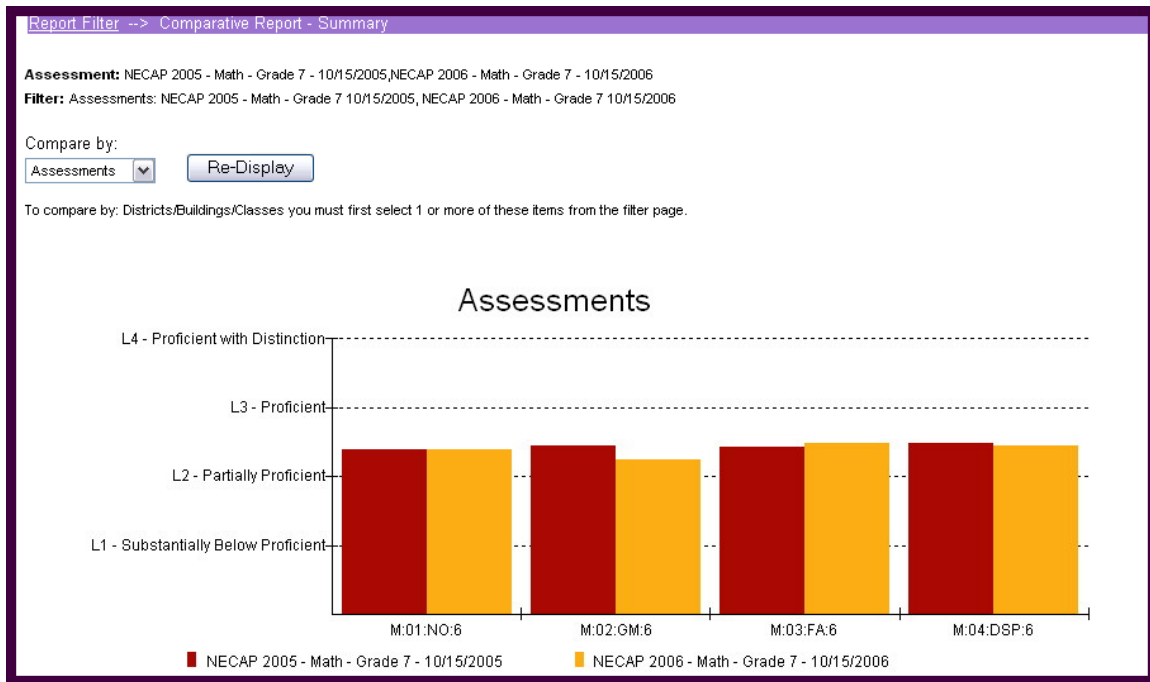 Report Filter --> Comparative Report - Summary
Assessment: NECAP 2005 - Math - Grade 7 - 10/15/2005,NECAP 2006 - Math - Grade 7 - 10/15/2006
Filter: Assessments: NECAP 2005 - Math - Grade 7 10/15/2005, NECAP 2006 - Math - Grade 7 10/15/2006
Compare by:
Assessments Re-Display
To compare by: Districts/Buildings/Classes you must first select 1 or more of these items from the filter page.
Assessments
L4 - Proficient with Distinction
L3 - Proficient
L2 - Partially Proficient
L1 - Substantially Below Proficient
M:01:NO:6 M:02:GM:6 M:03:FA:6 M:04:DSP:6
NECAP 2005 - Math - Grade 7 - 10/15/2005 NECAP 2006 - Math - Grade 7 - 10/15/2006